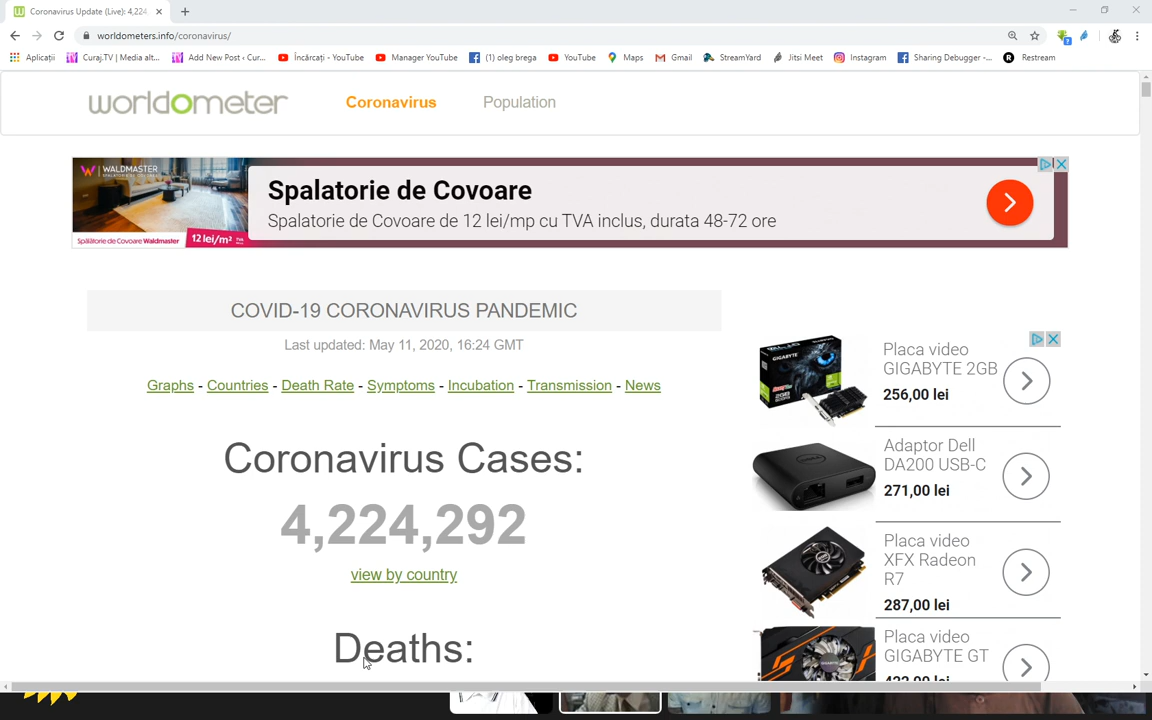 Coronavirus Update (Live): 4,224
worldometers.info/coronavirus/
Aplicații
Curaj.TV | Media alt...
Add New Post ‹ Cur...
Încărcați - YouTube
Manager YouTube
(1) oleg brega
YouTube
Maps
Gmail
StreamYard
Jitsi Meet
Instagram
Sharing Debugger -...
Restream
worldometer
Coronavirus
Population
WALDMASTER
Spălătorie de Covoare Waldmaster
12 lei/m²
Spalatorie de Covoare
Spalatorie de Covoare de 12 lei/mp cu TVA inclus, durata 48-72 ore
COVID-19 CORONAVIRUS PANDEMIC
Last updated: May 11, 2020, 16:24 GMT
Graphs - Countries - Death Rate - Symptoms - Incubation - Transmission - News
Coronavirus Cases:
4,224,292
view by country
Deaths:
Placa video
GIGABYTE 2GB
256,00 lei
Adaptor Dell
DA200 USB-C
271,00 lei
Placa video
XFX Radeon
R7
287,00 lei
Placa video
GIGABYTE GT